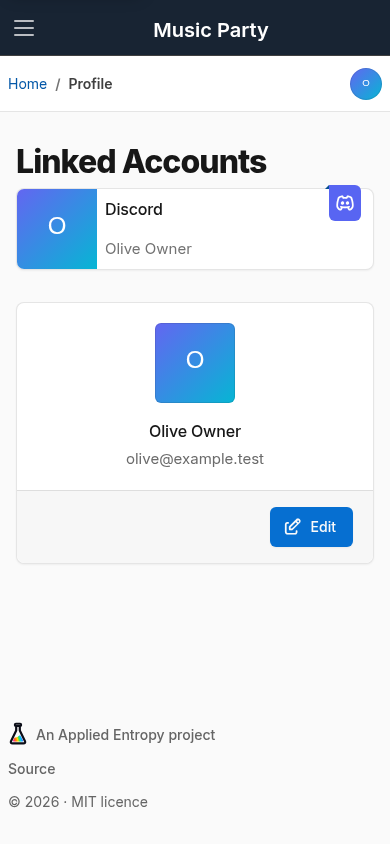 Music Party
Home / Profile
O
Linked Accounts
O
Discord
Olive Owner
O
Olive Owner
olive@example.test
Edit
An Applied Entropy project
Source
© 2026 · MIT licence